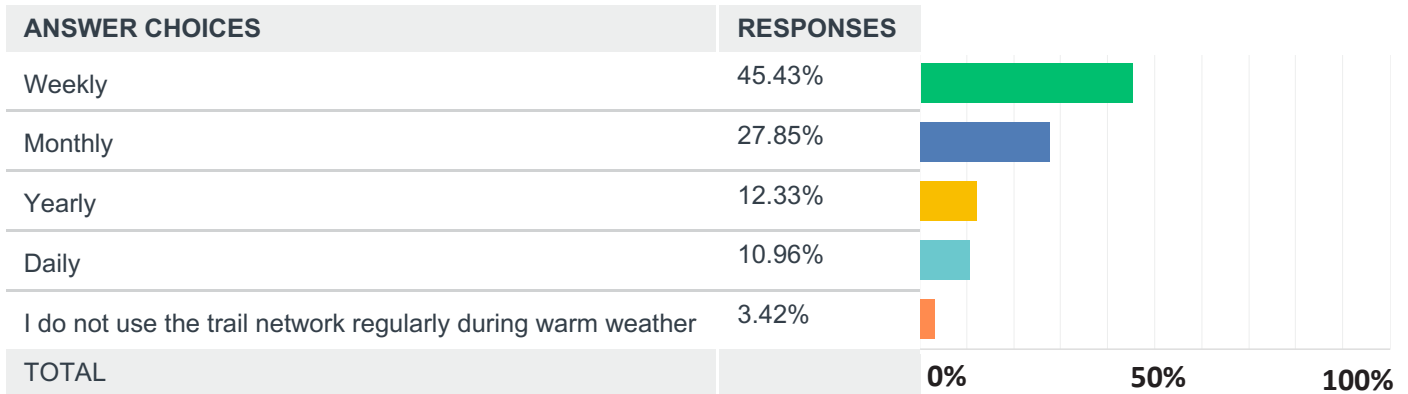 ANSWER CHOICES RESPONSES
Weekly 45.43%
Monthly 27.85%
Yearly 12.33%
Daily 10.96%
I do not use the trail network regularly during warm weather 3.42%
TOTAL 0% 50% 100%